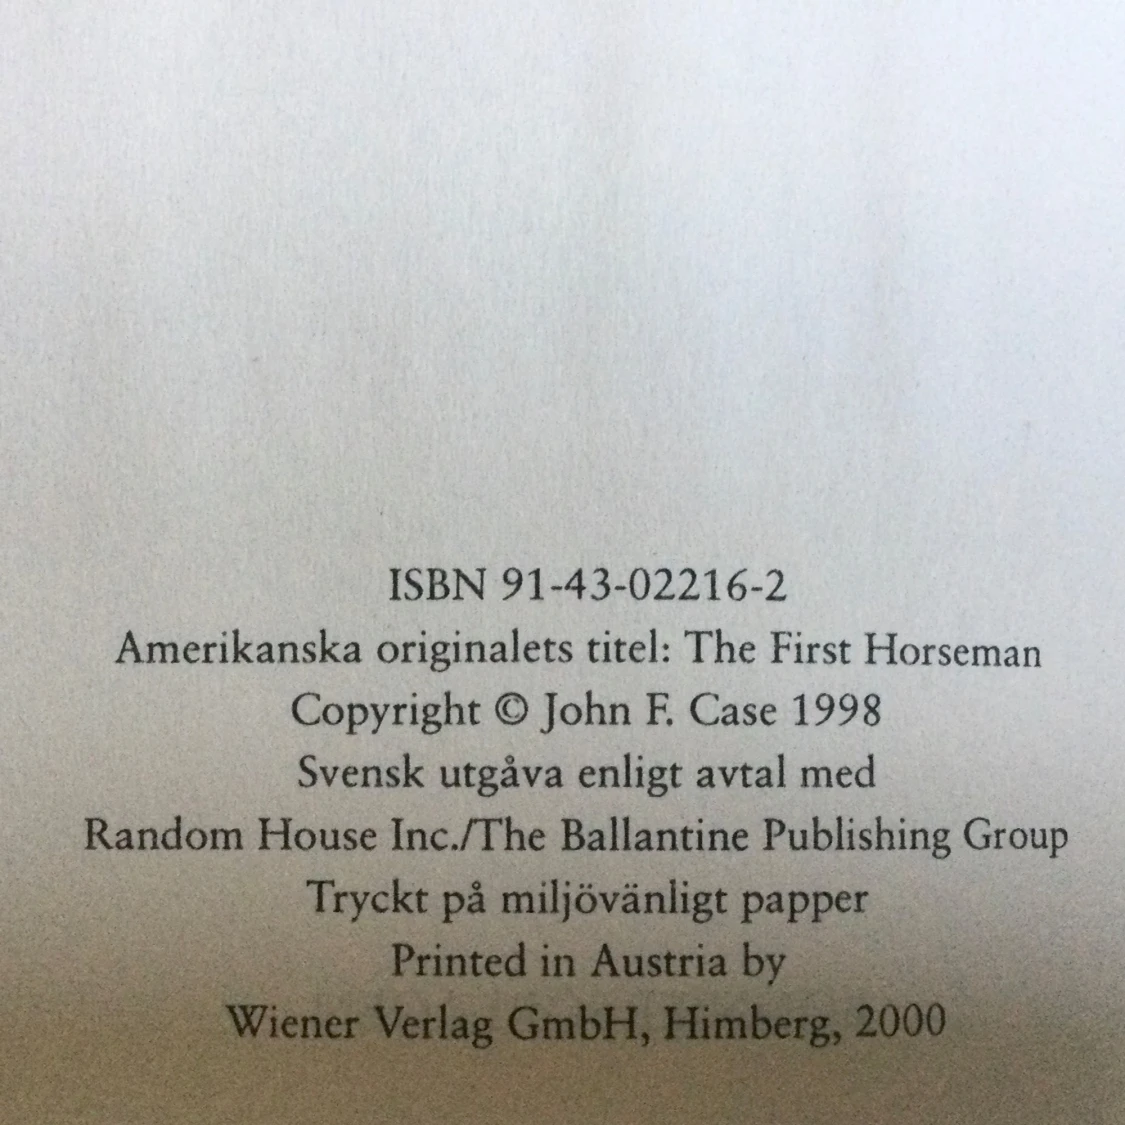 ISBN 91-43-02216-2
Amerikanska originalets titel: The First Horseman
Copyright © John F. Case 1998
Svensk utgåva enligt avtal med
Random House Inc./The Ballantine Publishing Group
Tryckt på miljövänligt papper
Printed in Austria by
Wiener Verlag GmbH, Himberg, 2000